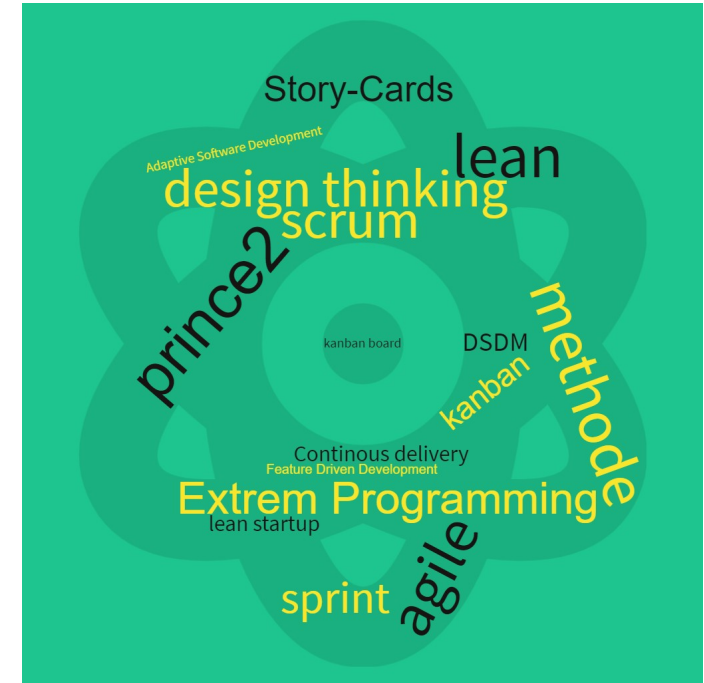 Story-Cards
Adaptive Software Development
lean
design thinking
scrum
prince2
methode
kanban board
DSDM
kanban
Continous delivery
Feature Driven Development
Extrem Programming
lean startup
agile
sprint